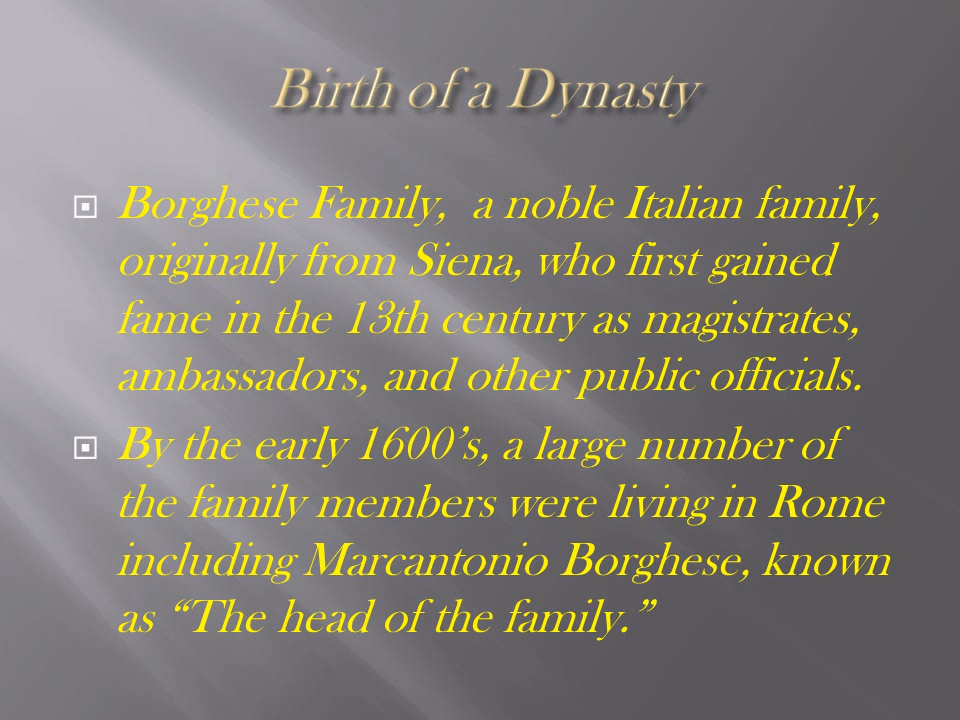 Birth of a Dynasty
Borghese Family,  a noble Italian family,
originally from Siena, who first gained
fame in the 13th century as magistrates,
ambassadors, and other public officials.
By the early 1600’s, a large number of
the family members were living in Rome
including Marcantonio Borghese, known
as “The head of the family.”